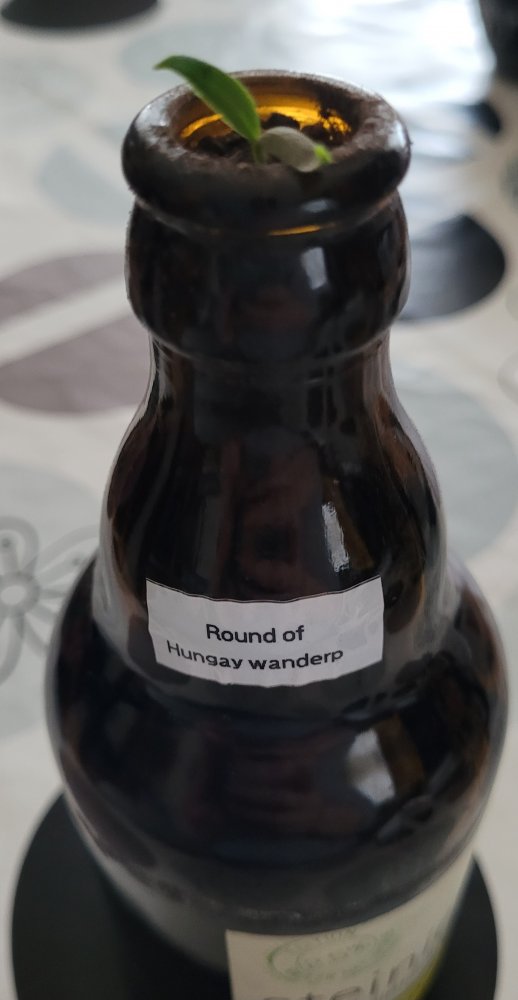 Round of
Hungay wanderp